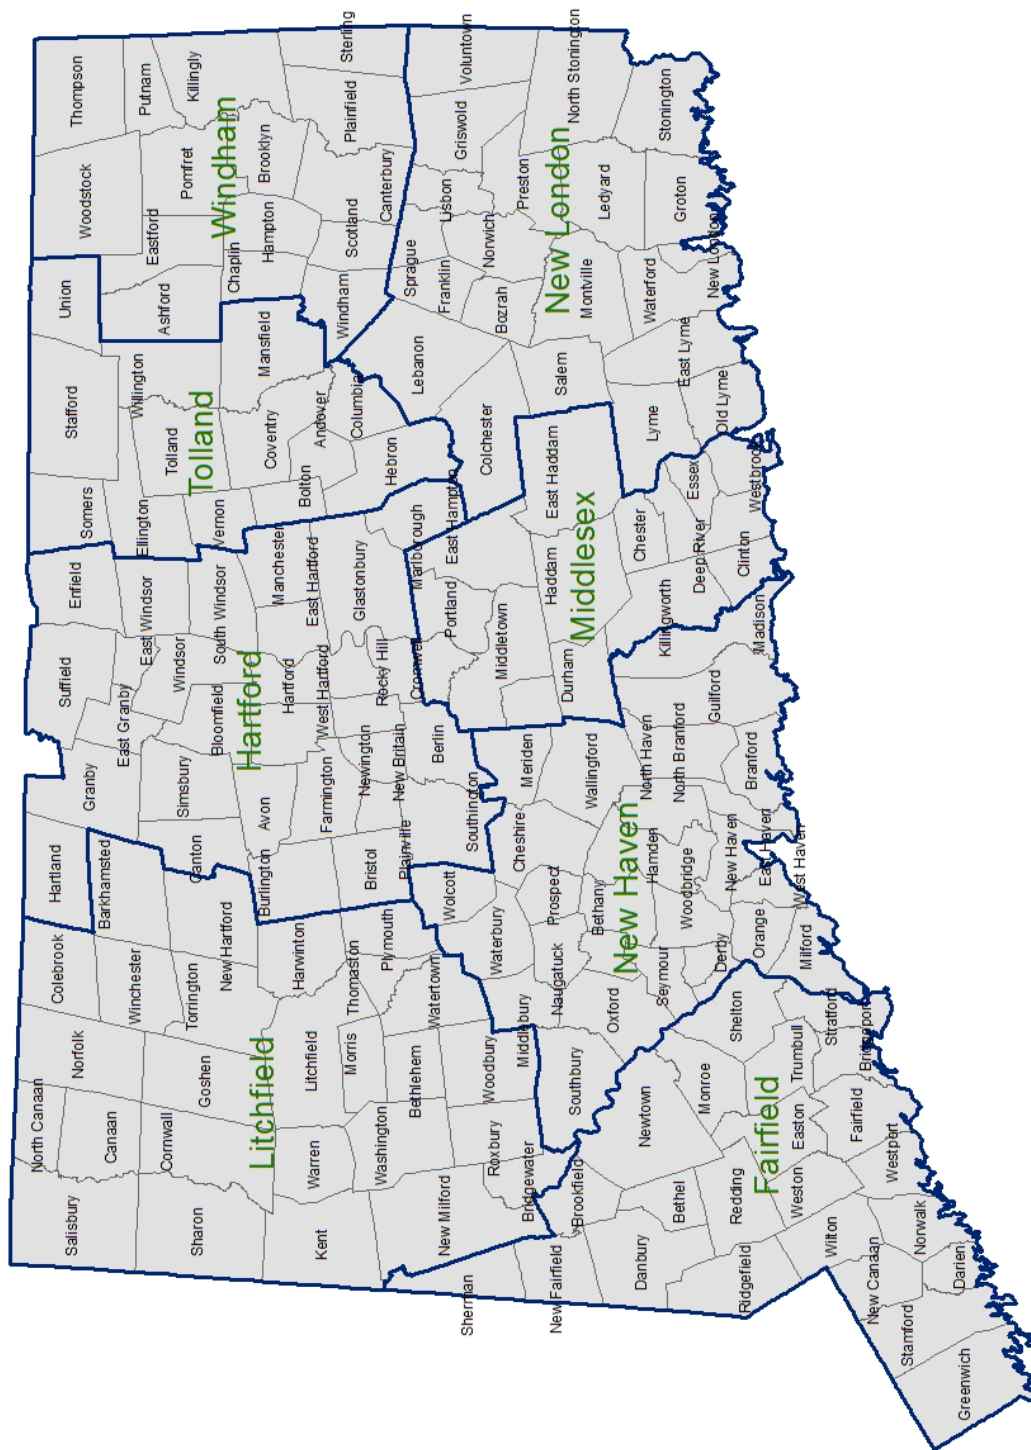 Litchfield
Hartford
Tolland
Windham
Fairfield
New Haven
Middlesex
New London
Salisbury
North Canaan
Canaan
Norfolk
Colebrook
Hartland
Granby
Suffield
Enfield
Somers
Stafford
Union
Woodstock
Thompson
Sharon
Cornwall
Goshen
Torrington
Winchester
Barkhamsted
East Granby
East Windsor
Ellington
Willington
Ashford
Eastford
Pomfret
Putnam
Killingly
Kent
Warren
Litchfield
Harwinton
New Hartford
Canton
Simsbury
Bloomfield
Windsor
South Windsor
Vernon
Tolland
Mansfield
Chaplin
Hampton
Brooklyn
Sterling
Burlington
Avon
Hartford
West Hartford
East Hartford
Manchester
Bolton
Coventry
Andover
Columbia
Windham
Scotland
Canterbury
Plainfield
New Milford
Washington
Morris
Bethlehem
Thomaston
Plymouth
Watertown
Bristol
Plainville
Farmington
Newington
New Britain
Rocky Hill
Glastonbury
Hebron
Lebanon
Sprague
Franklin
Lisbon
Griswold
Voluntown
Bridgewater
Roxbury
Woodbury
Middlebury
Waterbury
Wolcott
Southington
Berlin
Cromwell
Marlborough
East Hampton
Portland
Middletown
Colchester
Salem
Bozrah
Norwich
Preston
North Stonington
Sherman
New Fairfield
Brookfield
Southbury
Naugatuck
Prospect
Cheshire
Meriden
Wallingford
Durham
Haddam
East Haddam
Montville
Ledyard
Danbury
Bethel
Newtown
Oxford
Seymour
Bethany
Hamden
Woodbridge
North Haven
North Branford
Guilford
Killingworth
Chester
Deep River
Essex
Lyme
East Lyme
Waterford
New London
Groton
Stonington
Ridgefield
Redding
Monroe
Shelton
Derby
Orange
New Haven
East Haven
Branford
Madison
Clinton
Westbrook
Old Lyme
Wilton
Weston
Easton
Trumbull
Strafford
Milford
West Haven
New Canaan
Norwalk
Westport
Fairfield
Bridgeport
Stamford
Darien
Greenwich